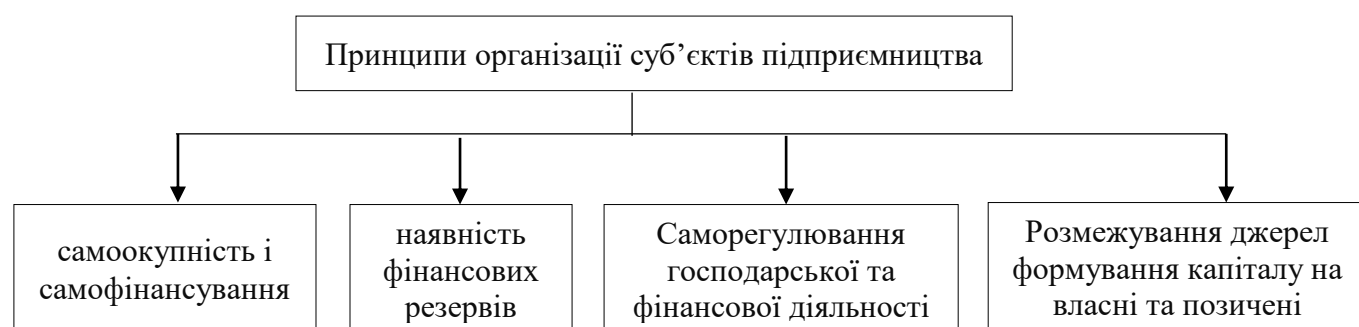 Принципи організації суб’єктів підприємництва
самоокупність і
самофінансування
наявність
фінансових
резервів
Саморегулювання
господарської та
фінансової діяльності
Розмежування джерел
формування капіталу на
власні та позичені